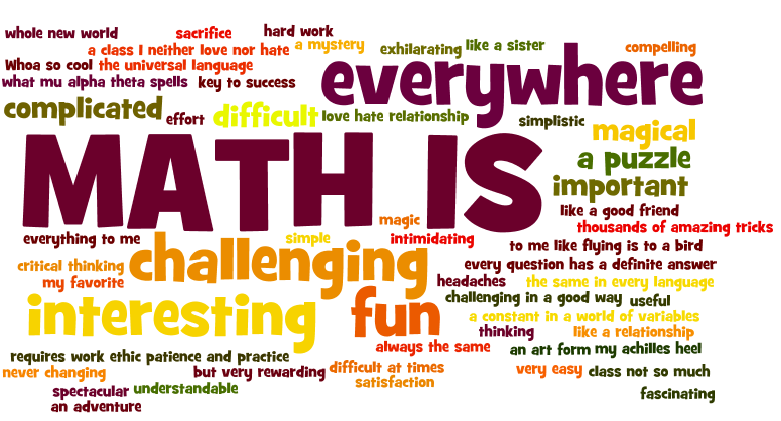 whole new world
sacrifice
hard work
a class I neither love nor hate
a mystery
exhilarating
like a sister
compelling
Whoa so cool
the universal language
what mu alpha theta spells
key to success
everywhere
complicated
effort
difficult
love hate relationship
simplistic
magical
MATH IS
a puzzle
important
magic
like a good friend
thousands of amazing tricks
everything to me
simple
intimidating
to me like flying is to a bird
critical thinking
challenging
every question has a definite answer
my favorite
headaches
the same in every language
interesting
fun
challenging in a good way
useful
a constant in a world of variables
thinking
like a relationship
requires work ethic patience and practice
always the same
an art form
my achilles heel
never changing
but very rewarding
difficult at times
very easy
class not so much
spectacular
understandable
satisfaction
fascinating
an adventure